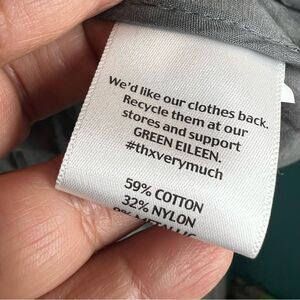 We'd like our clothes back.
Recycle them at our
stores and support
GREEN EILEEN.
#thxverymuch
59% COTTON
32% NYLON